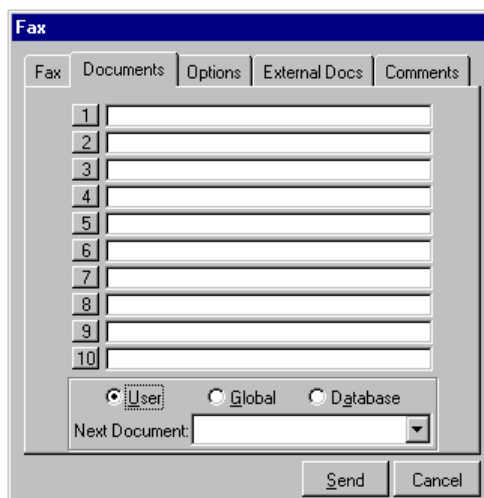 Fax
Fax Documents Options External Docs Comments
1
2
3
4
5
6
7
8
9
10
User Global Database
Next Document:
Send Cancel